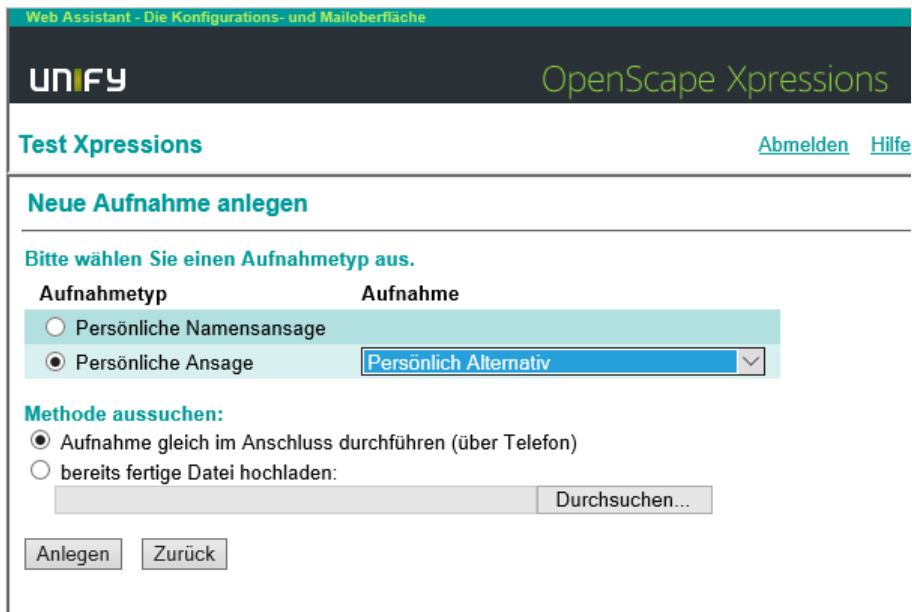 Web Assistant - Die Konfigurations- und Mailoberfläche
UNIFY OpenScape Xpressions
Test Xpressions Abmelden Hilfe
Neue Aufnahme anlegen
Bitte wählen Sie einen Aufnahmetyp aus.
Aufnahmetyp Aufnahme
Persönliche Namensansage
Persönliche Ansage Persönlich Alternativ
Methode aussuchen:
Aufnahme gleich im Anschluss durchführen (über Telefon)
bereits fertige Datei hochladen:
Durchsuchen...
Anlegen Zurück